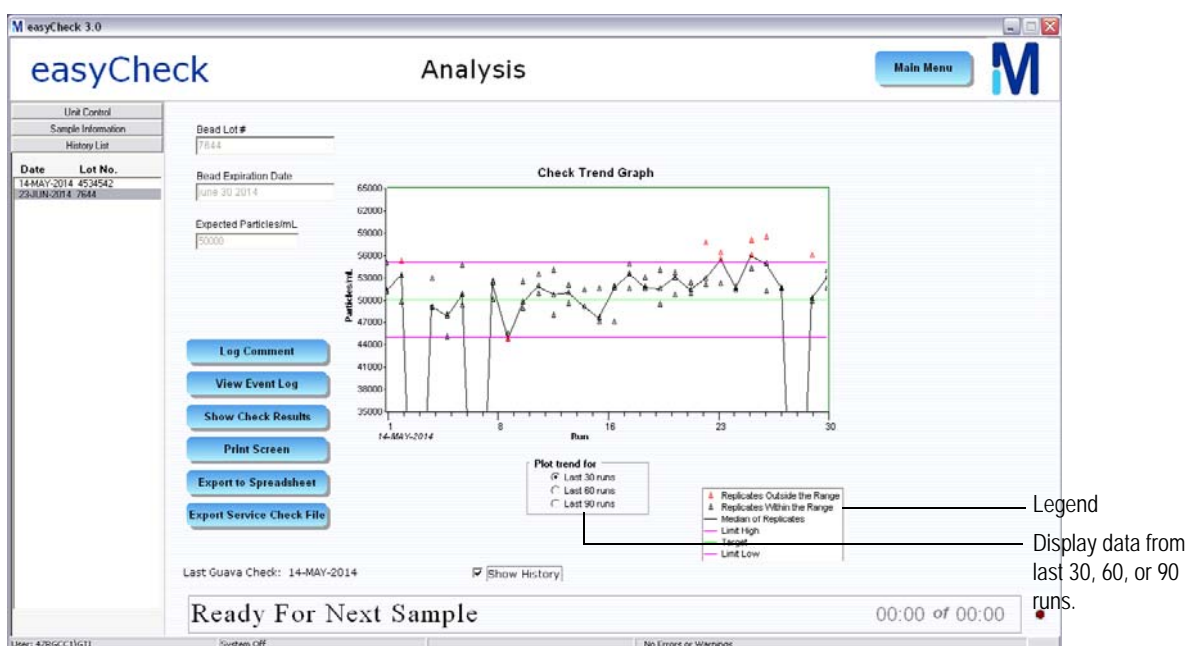 M easyCheck 3.0
easyCheck
Analysis
Main Menu
Unit Control
Sample Information
History List
Date Lot No.
14-MAY-2014 4534542
23-JUN-2014 7644
Bead Lot #
7644
Bead Expiration Date
june 30 2014
Expected Particles/mL
50000
Log Comment
View Event Log
Show Check Results
Print Screen
Export to Spreadsheet
Export Service Check File
Check Trend Graph
Particles/mL
65000
62000
59000
56000
53000
50000
47000
44000
41000
38000
35000
1 8 16 23 30
14-MAY-2014
Run
Plot trend for
Last 30 runs
Last 60 runs
Last 90 runs
Replicates Outside the Range
Replicates Within the Range
Median of Replicates
Limit High
Target
Limit Low
Legend
Display data from
last 30, 60, or 90
runs.
Last Guava Check: 14-MAY-2014
Show History
Ready For Next Sample
00:00 of 00:00
System Off
No Errors or Warnings